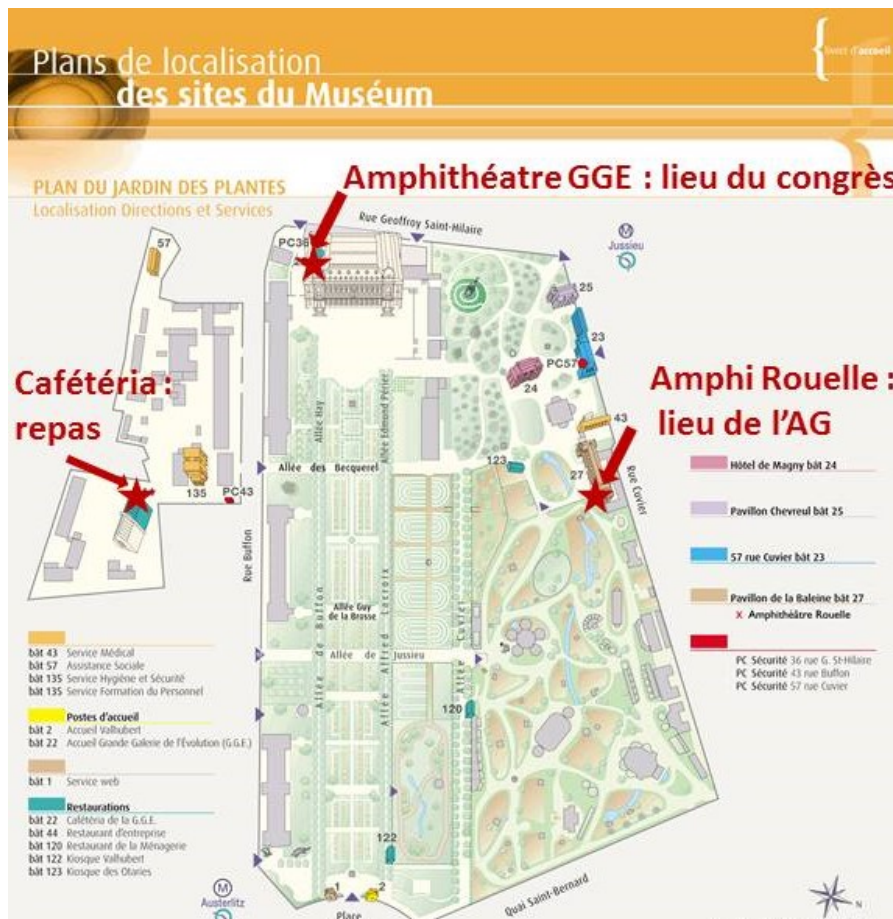 Plans de localisation
des sites du Muséum
livret d'accueil
PLAN DU JARDIN DES PLANTES
Localisation Directions et Services
Amphithéatre GGE : lieu du congrès
Rue Geoffroy Saint-Hilaire
57
PC36
M
Jussieu
25
23
PC57
24
Cafétéria :
repas
Amphi Rouelle :
lieu de l'AG
43
Allée Hay
Allée Edmond Périer
135
PC43
Allée des Becquerel
123
27
Rue Cuvier
Rue Buffon
Hôtel de Magny bât 24
Pavillon Chevreul bât 25
57 rue Cuvier bât 23
Pavillon de la Baleine bât 27
X Amphithéâtre Rouelle
PC Sécurité 36 rue G. St-Hilaire
PC Sécurité 43 rue Buffon
PC Sécurité 57 rue Cuvier
Allée Guy
de la Brosse
Allée de Buffon
Allée de Jussieu
Allée Alfred Lacroix
Allée Cuvier
120
122
bât 43 Service Médical
bât 57 Assistance Sociale
bât 135 Service Hygiène et Sécurité
bât 135 Service Formation du Personnel
Postes d'accueil
bât 2 Accueil Valhubert
bât 22 Accueil Grande Galerie de l'Évolution (G.G.E.)
bât 1 Service web
Restaurations
bât 22 Cafétéria de la G.G.E.
bât 44 Restaurant d'entreprise
bât 120 Restaurant de la Ménagerie
bât 122 Kiosque Valhubert
bât 123 Kiosque des Otaries
M
Austerlitz
1
2
Place
Quai Saint-Bernard
N